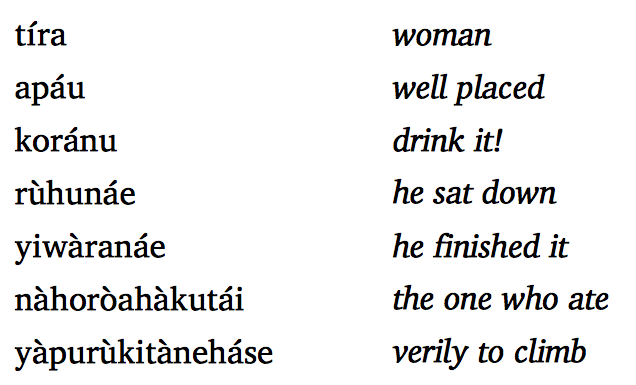 tíra woman
apáu well placed
koránu drink it!
rùhunáe he sat down
yiwàranáe he finished it
nàhoròahàkutái the one who ate
yàpurùkitàneháse verily to climb